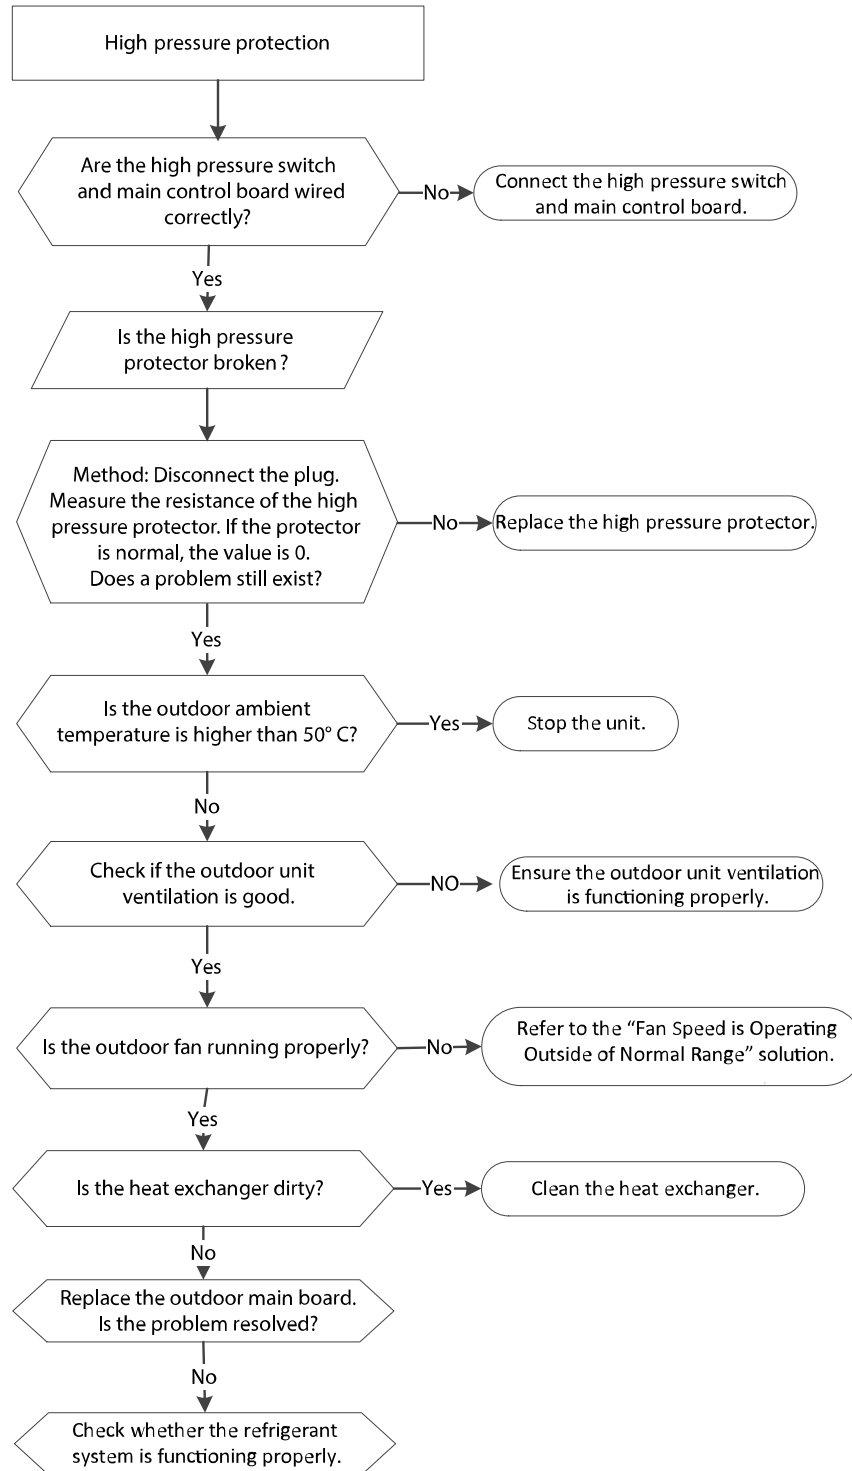 High pressure protection
Are the high pressure switch
and main control board wired
correctly?
No
Connect the high pressure switch
and main control board.
Yes
Is the high pressure
protector broken?
Method: Disconnect the plug.
Measure the resistance of the high
pressure protector. If the protector
is normal, the value is 0.
Does a problem still exist?
No
Replace the high pressure protector.
Yes
Is the outdoor ambient
temperature is higher than 50° C?
Yes
Stop the unit.
No
Check if the outdoor unit
ventilation is good.
NO
Ensure the outdoor unit ventilation
is functioning properly.
Yes
Is the outdoor fan running properly?
No
Refer to the “Fan Speed is Operating
Outside of Normal Range” solution.
Yes
Is the heat exchanger dirty?
Yes
Clean the heat exchanger.
No
Replace the outdoor main board.
Is the problem resolved?
No
Check whether the refrigerant
system is functioning properly.